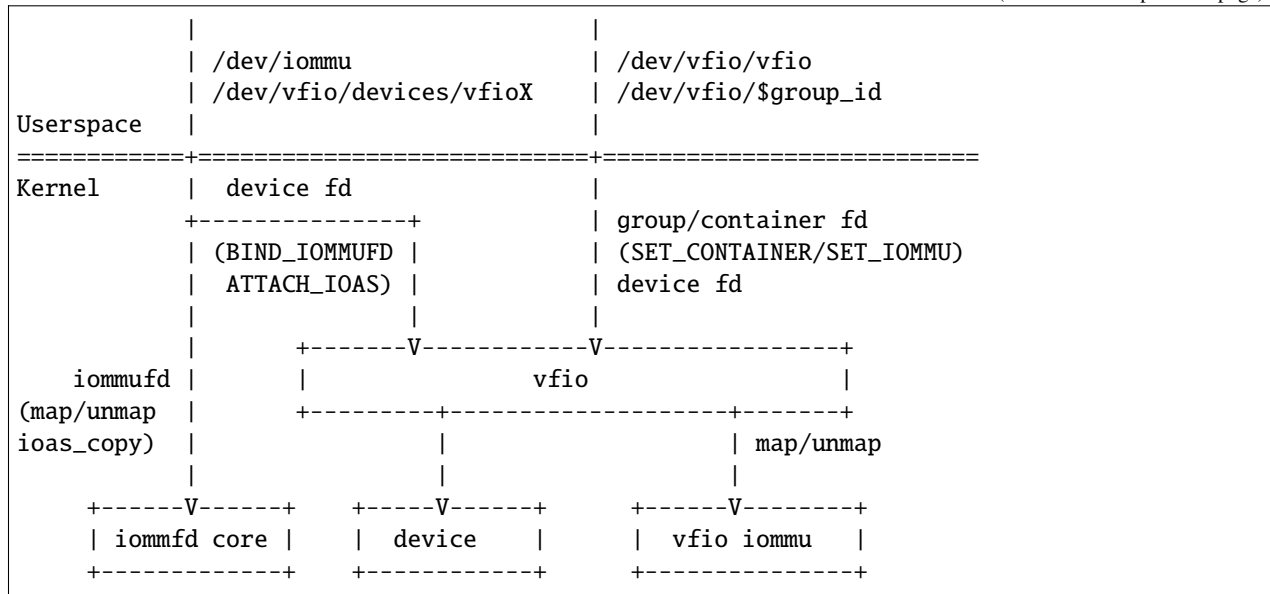 |                            |
            | /dev/iommu                 | /dev/vfio/vfio
            | /dev/vfio/devices/vfioX    | /dev/vfio/$group_id
Userspace   |                            |
============+============================+===========================
Kernel      |  device fd                 |
            +---------------+            | group/container fd
            | (BIND_IOMMUFD |            | (SET_CONTAINER/SET_IOMMU)
            |  ATTACH_IOAS) |            | device fd
            |               |            |
            |       +-------V------------V-----------------+
    iommufd |       |                vfio                  |
(map/unmap  |       +---------+--------------------+-------+
ioas_copy)  |                 |                    | map/unmap
            |                 |                    |
     +------V------+    +-----V------+      +------V--------+
     | iommfd core |    |  device    |      |  vfio iommu   |
     +-------------+    +------------+      +---------------+